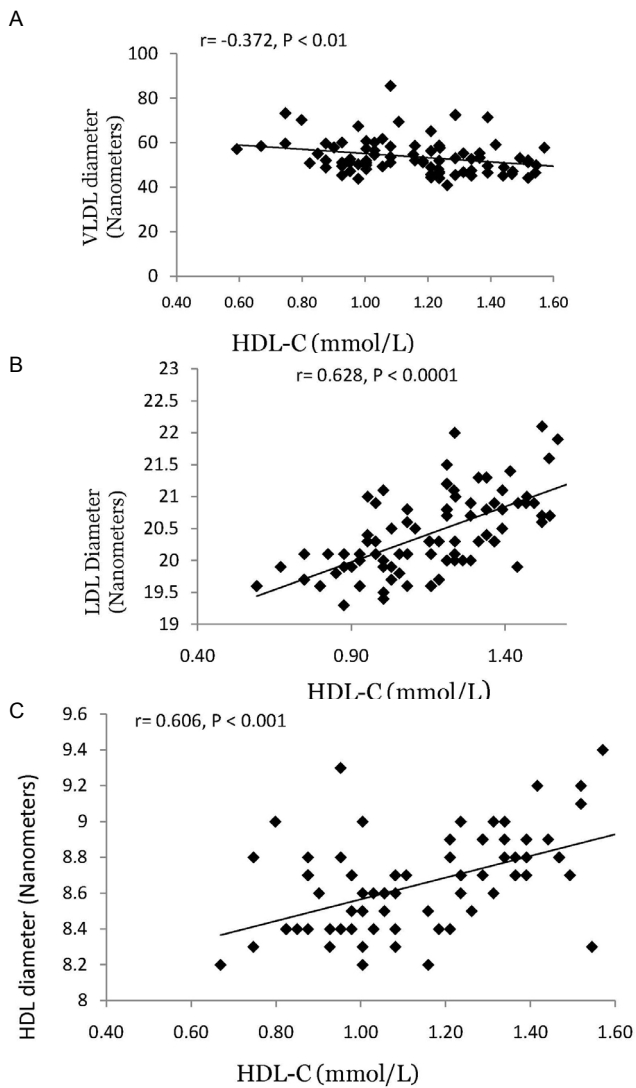 A
r= -0.372, P < 0.01
VLDL diameter
(Nanometers)
100
80
60
40
20
0
0.40 0.60 0.80 1.00 1.20 1.40 1.60
HDL-C (mmol/L)
B
r= 0.628, P < 0.0001
LDL Diameter
(Nanometers)
23
22.5
22
21.5
21
20.5
20
19.5
19
0.40 0.90 1.40
HDL-C (mmol/L)
C
r= 0.606, P < 0.001
HDL diameter (Nanometers)
9.6
9.4
9.2
9
8.8
8.6
8.4
8.2
8
0.40 0.60 0.80 1.00 1.20 1.40 1.60
HDL-C (mmol/L)